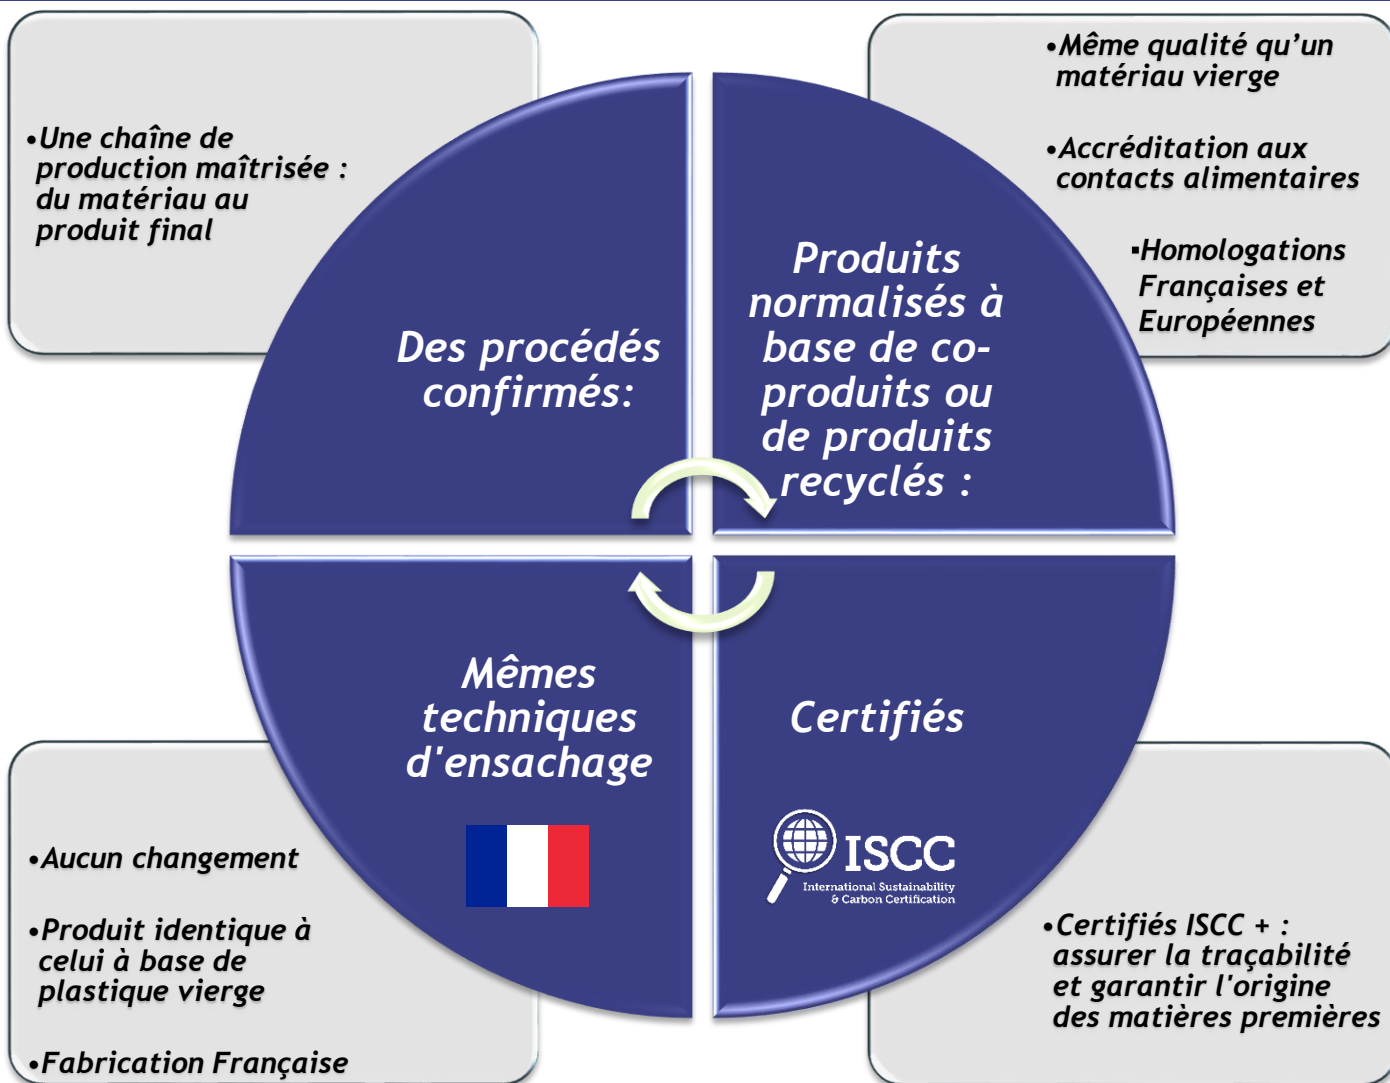 •Une chaîne de
production maîtrisée :
du matériau au
produit final
Des procédés
confirmés:
•Même qualité qu’un
matériau vierge
•Accréditation aux
contacts alimentaires
▪Homologations
Françaises et
Européennes
Produits
normalisés à
base de co-
produits ou
de produits
recyclés :
Mêmes
techniques
d'ensachage
•Aucun changement
•Produit identique à
celui à base de
plastique vierge
•Fabrication Française
Certifiés
ISCC
International Sustainability
& Carbon Certification
•Certifiés ISCC + :
assurer la traçabilité
et garantir l'origine
des matières premières